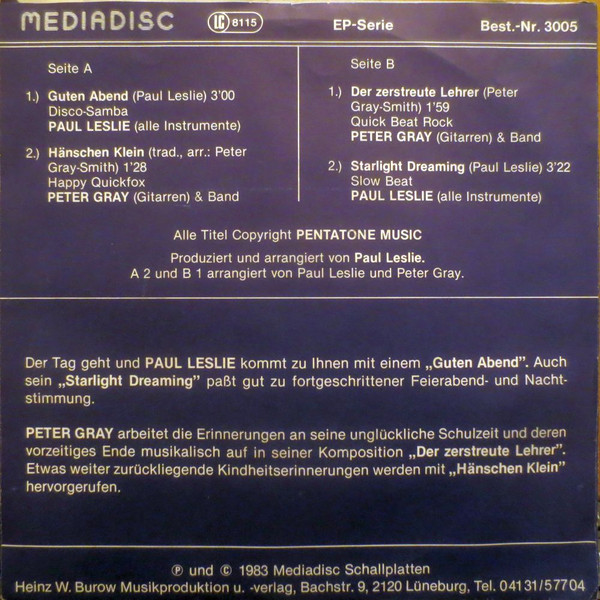 MEDIADISC LC 8115 EP-Serie Best.-Nr. 3005
Seite A
1.) Guten Abend (Paul Leslie) 3'00
Disco-Samba
PAUL LESLIE (alle Instrumente)
2.) Hänschen Klein (trad., arr.: Peter
Gray-Smith) 1'28
Happy Quickfox
PETER GRAY (Gitarren) & Band
Seite B
1.) Der zerstreute Lehrer (Peter
Gray-Smith) 1'59
Quick Beat Rock
PETER GRAY (Gitarren) & Band
2.) Starlight Dreaming (Paul Leslie) 3'22
Slow Beat
PAUL LESLIE (alle Instrumente)
Alle Titel Copyright PENTATONE MUSIC
Produziert und arrangiert von Paul Leslie.
A 2 und B 1 arrangiert von Paul Leslie und Peter Gray.
Der Tag geht und PAUL LESLIE kommt zu Ihnen mit einem „Guten Abend". Auch
sein „Starlight Dreaming" paßt gut zu fortgeschrittener Feierabend- und Nacht-
stimmung.
PETER GRAY arbeitet die Erinnerungen an seine unglückliche Schulzeit und deren
vorzeitiges Ende musikalisch auf in seiner Komposition „Der zerstreute Lehrer".
Etwas weiter zurückliegende Kindheitserinnerungen werden mit „Hänschen Klein"
hervorgerufen.
℗ und © 1983 Mediadisc Schallplatten
Heinz W. Burow Musikproduktion u. -verlag, Bachstr. 9, 2120 Lüneburg, Tel. 04131/57704